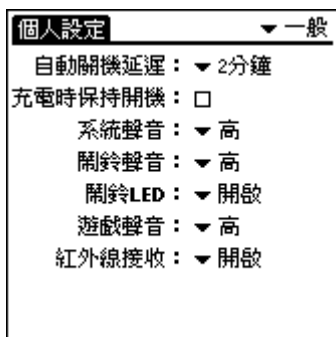 個人設定 ▼一般
自動關機延遲：▼2分鐘
充電時保持開機：□
系統聲音：▼高
鬧鈴聲音：▼高
鬧鈴LED：▼開啟
遊戲聲音：▼高
紅外線接收：▼開啟